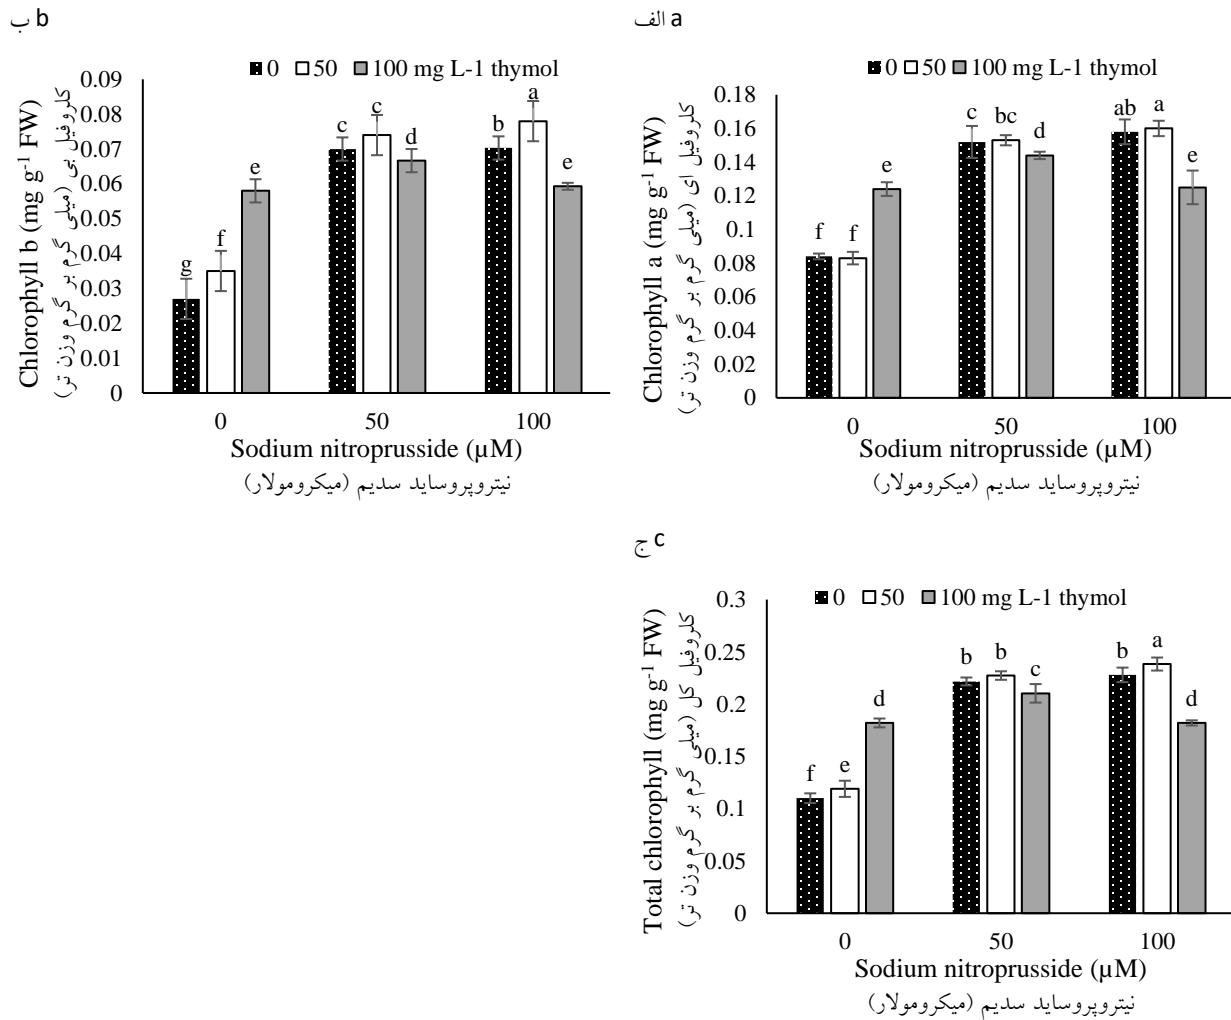 b ب
0 50 100 mg L-1 thymol
Chlorophyll b (mg g-1 FW)
کلروفیل بی (میلی گرم بر گرم وزن تر)
0.09
0.08
0.07
0.06
0.05
0.04
0.03
0.02
0.01
0
g f e
c c d
b a e
0 50 100
Sodium nitroprusside (µM)
نیتروپروساید سدیم (میکرومولار)
a الف
0 50 100 mg L-1 thymol
Chlorophyll a (mg g-1 FW)
کلروفیل ای (میلی گرم بر گرم وزن تر)
0.18
0.16
0.14
0.12
0.1
0.08
0.06
0.04
0.02
0
f f e
c bc d
ab a e
0 50 100
Sodium nitroprusside (µM)
نیتروپروساید سدیم (میکرومولار)
c ج
0 50 100 mg L-1 thymol
Total chlorophyll (mg g-1 FW)
کلروفیل کل (میلی گرم بر گرم وزن تر)
0.3
0.25
0.2
0.15
0.1
0.05
0
f e d
b b c
b a d
0 50 100
Sodium nitroprusside (µM)
نیتروپروساید سدیم (میکرومولار)